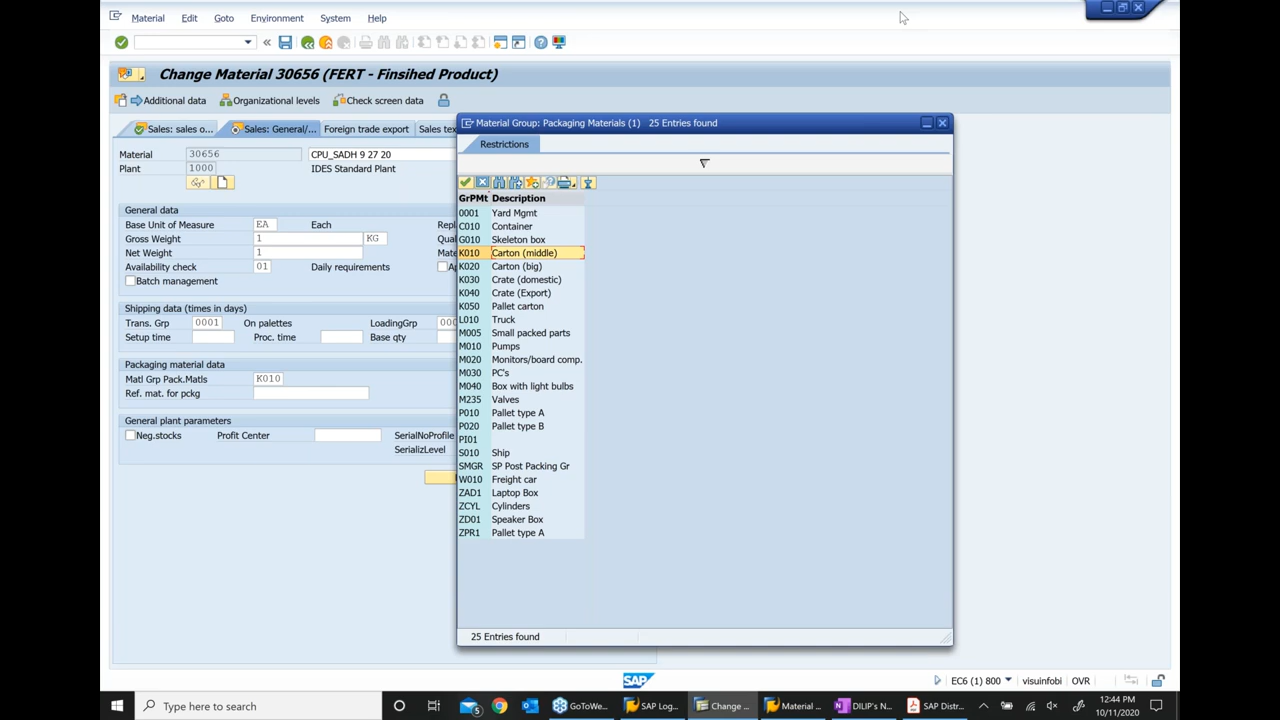 Material Edit Goto Environment System Help
Change Material 30656 (FERT - Finsihed Product)
Additional data Organizational levels Check screen data
Sales: sales o... Sales: General/... Foreign trade export Sales tex
Material 30656 CPU_SADH 9 27 20
Plant 1000 IDES Standard Plant
General data
Base Unit of Measure EA Each Repl
Gross Weight 1 KG Qual
Net Weight 1 Mate
Availability check 01 Daily requirements Ap
Batch management
Shipping data (times in days)
Trans. Grp 0001 On palettes LoadingGrp 000
Setup time Proc. time Base qty
Packaging material data
Matl Grp Pack.Matls K010
Ref. mat. for pckg
General plant parameters
Neg.stocks Profit Center SerialNoProfile
SerializLevel
Material Group: Packaging Materials (1) 25 Entries found
Restrictions
GrPMt Description
0001 Yard Mgmt
C010 Container
G010 Skeleton box
K010 Carton (middle)
K020 Carton (big)
K030 Crate (domestic)
K040 Crate (Export)
K050 Pallet carton
L010 Truck
M005 Small packed parts
M010 Pumps
M020 Monitors/board comp.
M030 PC's
M040 Box with light bulbs
M235 Valves
P010 Pallet type A
P020 Pallet type B
PI01
S010 Ship
SMGR SP Post Packing Gr
W010 Freight car
ZAD1 Laptop Box
ZCYL Cylinders
ZD01 Speaker Box
ZPR1 Pallet type A
25 Entries found
SAP
EC6 (1) 800 visuinfobi OVR
Type here to search
5
GoToWe... SAP Log... Change ... Material ... DILIP's N... SAP Distr...
12:44 PM
10/11/2020